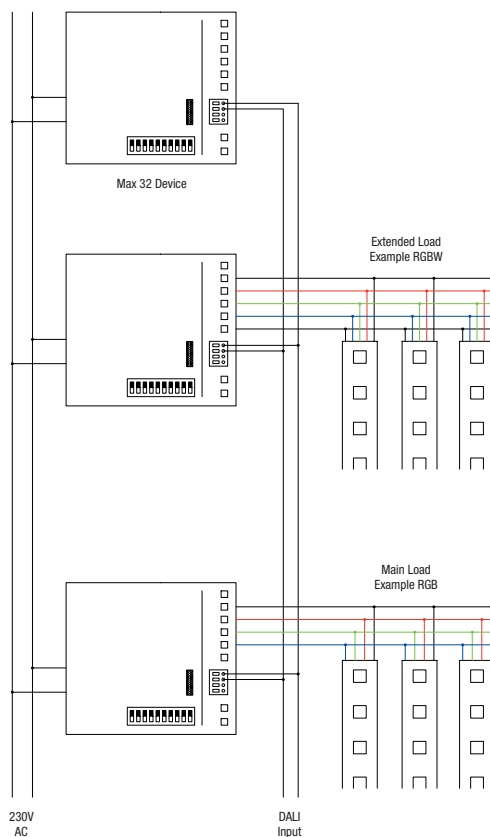 Max 32 Device
Extended Load
Example RGBW
Main Load
Example RGB
230V
AC
DALI
Input